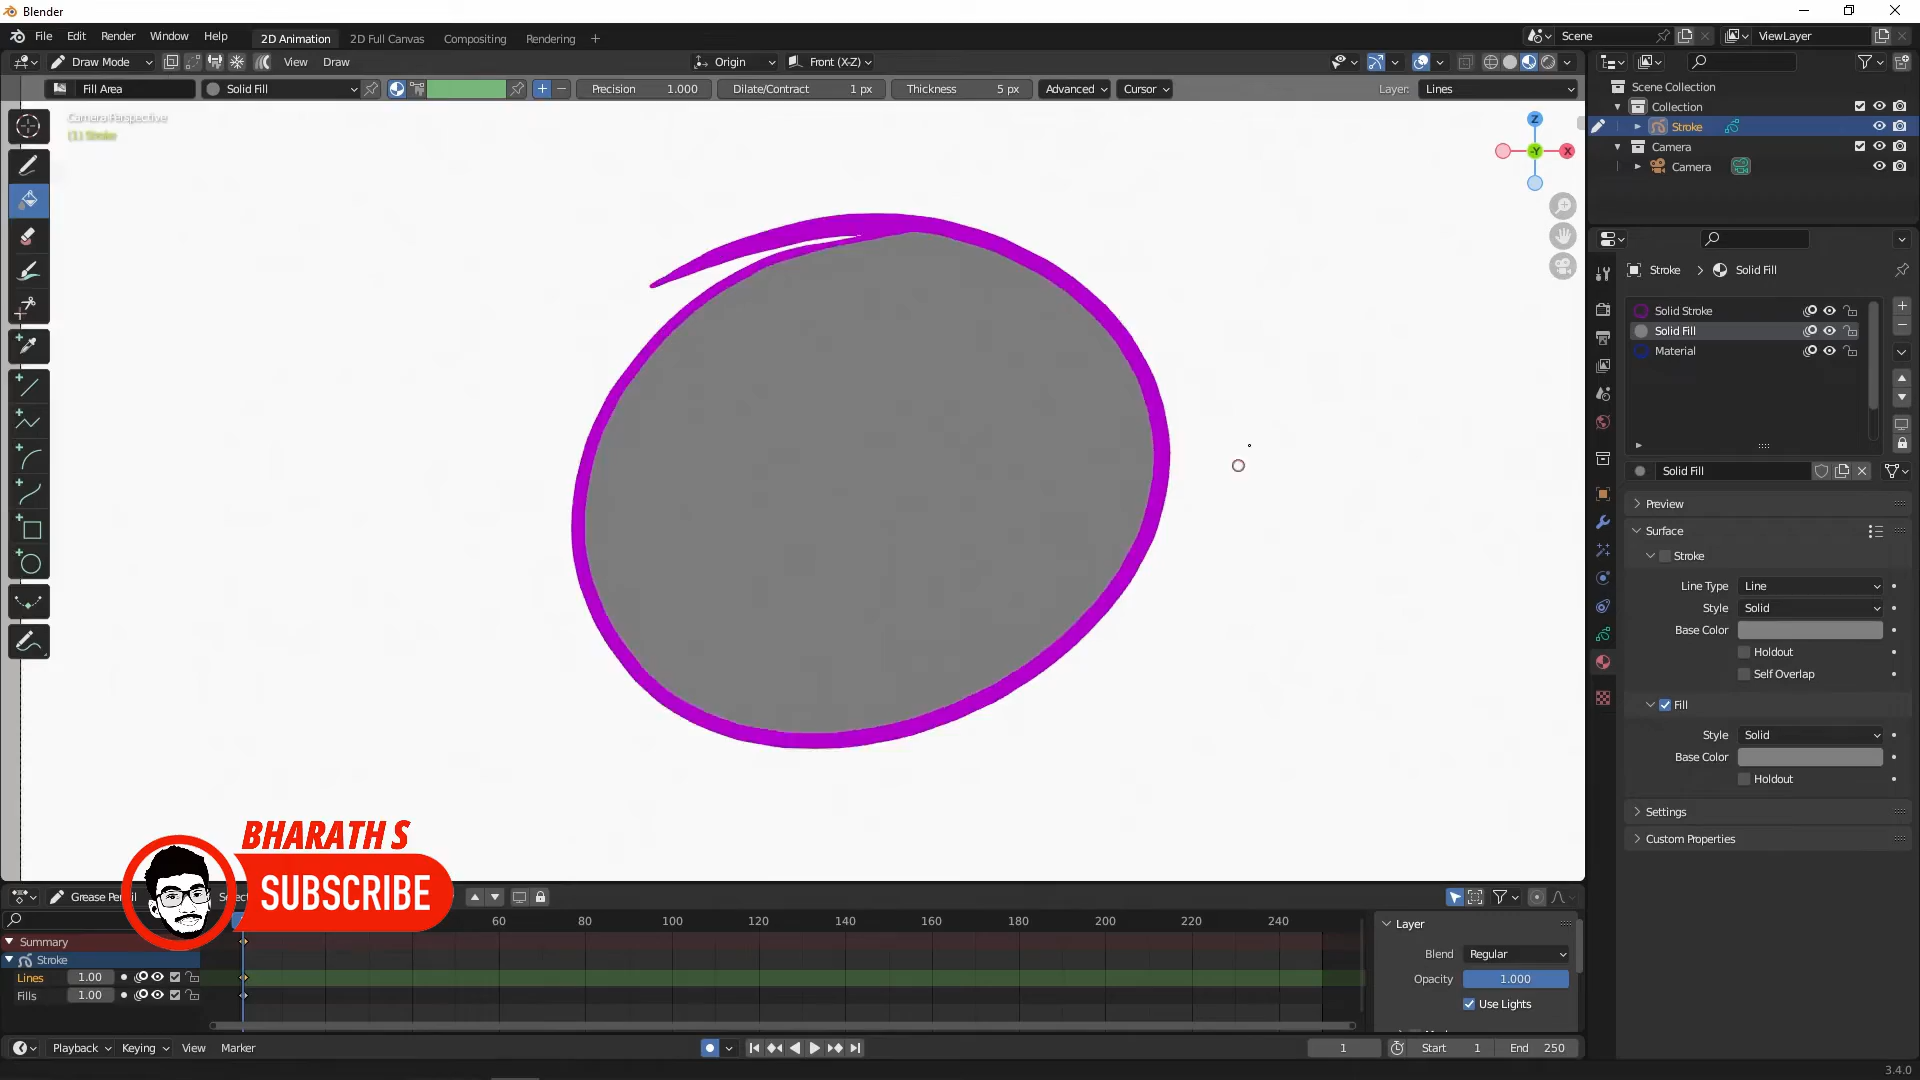 Blender
File Edit Render Window Help 2D Animation 2D Full Canvas Compositing Rendering + Scene ViewLayer
Draw Mode View Draw Origin Front (X-Z)
Fill Area Solid Fill Precision 1.000 Dilate/Contract 1 px Thickness 5 px Advanced Cursor Layer: Lines
Camera Perspective
(1) Stroke
Z
-Y
X
Scene Collection
Collection
Stroke
Camera
Camera
Stroke > Solid Fill
Solid Stroke
Solid Fill
Material
Solid Fill
Preview
Surface
Stroke
Line Type Line
Style Solid
Base Color
Holdout
Self Overlap
Fill
Style Solid
Base Color
Holdout
Settings
Custom Properties
BHARATH S
SUBSCRIBE
Grease Pencil
60 80 100 120 140 160 180 200 220 240
Summary
Stroke
Lines 1.00
Fills 1.00
Layer
Blend Regular
Opacity 1.000
Use Lights
Playback Keying View Marker 1 Start 1 End 250
3.4.0